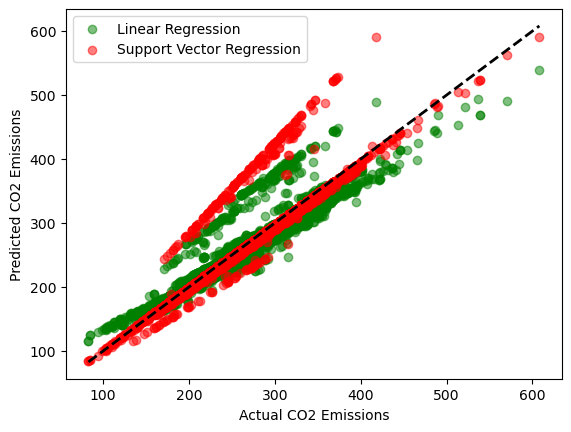 Linear Regression
Support Vector Regression
Predicted CO2 Emissions
600
500
400
300
200
100
100 200 300 400 500 600
Actual CO2 Emissions